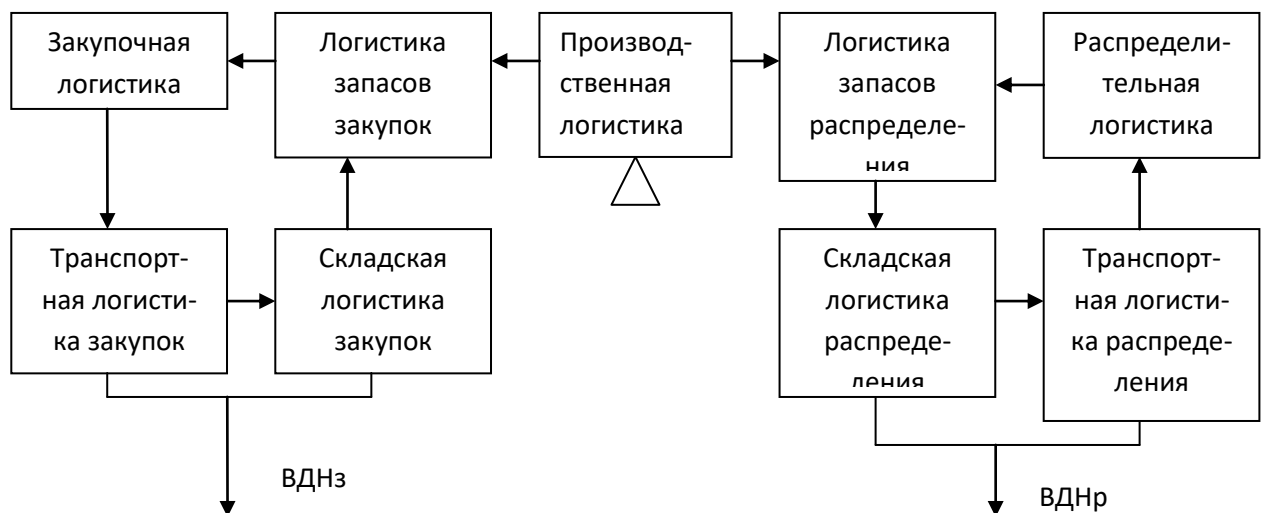 Закупочная
логистика
Логистика
запасов
закупок
Производ-
ственная
логистика
Логистика
запасов
распределе-
ния
Распредели-
тельная
логистика
Транспорт-
ная логисти-
ка закупок
Складская
логистика
закупок
Складская
логистика
распреде-
ления
Транспорт-
ная логисти-
ка распреде-
ления
ВДНз
ВДНр